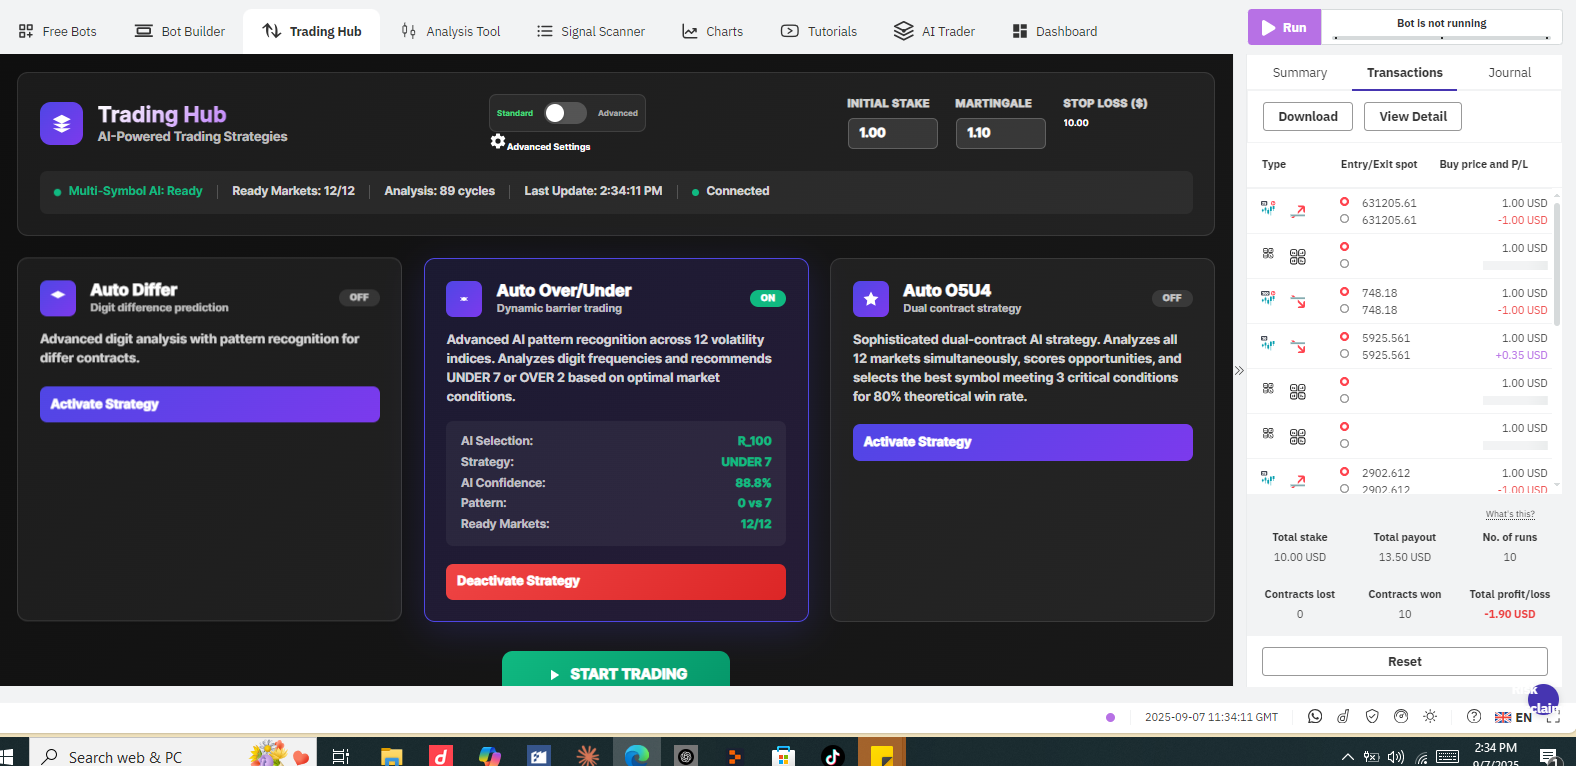 Free Bots
Bot Builder
Trading Hub
Analysis Tool
Signal Scanner
Charts
Tutorials
AI Trader
Dashboard
Run
Bot is not running
Trading Hub
AI-Powered Trading Strategies
Standard
Advanced
Advanced Settings
INITIAL STAKE
MARTINGALE
STOP LOSS ($)
1.00
1.10
10.00
Multi-Symbol AI: Ready
Ready Markets: 12/12
Analysis: 89 cycles
Last Update: 2:34:11 PM
Connected
Auto Differ
Digit difference prediction
OFF
Advanced digit analysis with pattern recognition for
differ contracts.
Activate Strategy
Auto Over/Under
Dynamic barrier trading
ON
Advanced AI pattern recognition across 12 volatility
indices. Analyzes digit frequencies and recommends
UNDER 7 or OVER 2 based on optimal market
conditions.
AI Selection: R_100
Strategy: UNDER 7
AI Confidence: 88.8%
Pattern: 0 vs 7
Ready Markets: 12/12
Deactivate Strategy
Auto O5U4
Dual contract strategy
OFF
Sophisticated dual-contract AI strategy. Analyzes all
12 markets simultaneously, scores opportunities, and
selects the best symbol meeting 3 critical conditions
for 80% theoretical win rate.
Activate Strategy
START TRADING
Summary
Transactions
Journal
Download
View Detail
Type
Entry/Exit spot
Buy price and P/L
631205.61 1.00 USD
631205.61 -1.00 USD
1.00 USD
748.18 1.00 USD
748.18 -1.00 USD
5925.561 1.00 USD
5925.561 +0.35 USD
1.00 USD
1.00 USD
2902.612 1.00 USD
2902.612 -1.00 USD
What's this?
Total stake
Total payout
No. of runs
10.00 USD
13.50 USD
10
Contracts lost
Contracts won
Total profit/loss
0
10
-1.90 USD
Reset
2025-09-07 11:34:11 GMT
EN
Search web & PC
2:34 PM
9/7/2025